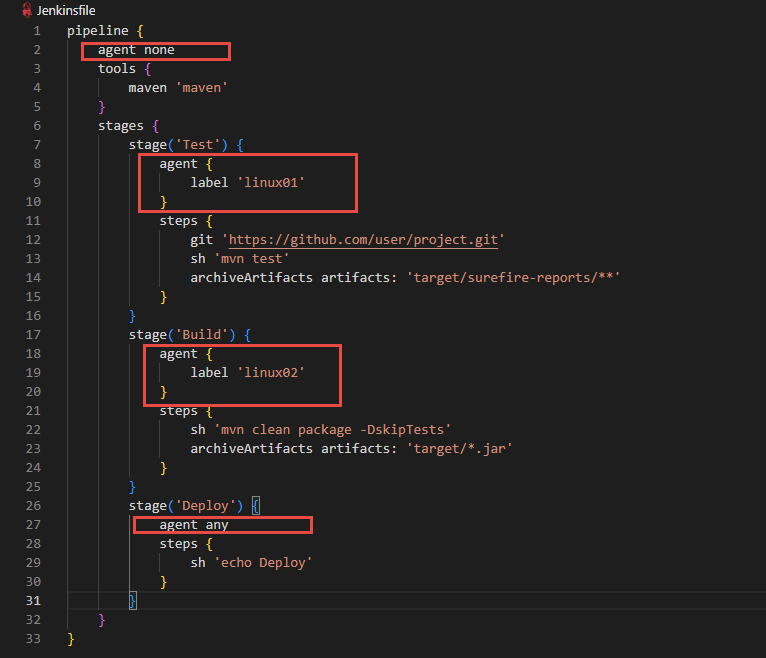 Jenkinsfile
1 pipeline {
2     agent none
3     tools {
4         maven 'maven'
5     }
6     stages {
7         stage('Test') {
8             agent {
9                 label 'linux01'
10             }
11             steps {
12                 git 'https://github.com/user/project.git'
13                 sh 'mvn test'
14                 archiveArtifacts artifacts: 'target/surefire-reports/**'
15             }
16         }
17         stage('Build') {
18             agent {
19                 label 'linux02'
20             }
21             steps {
22                 sh 'mvn clean package -DskipTests'
23                 archiveArtifacts artifacts: 'target/*.jar'
24             }
25         }
26         stage('Deploy') {
27             agent any
28             steps {
29                 sh 'echo Deploy'
30             }
31         }
32     }
33 }